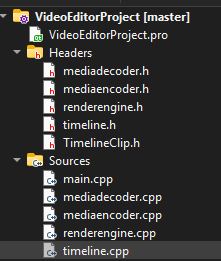 VideoEditorProject [master]
VideoEditorProject.pro
Headers
mediadecoder.h
mediaencoder.h
renderengine.h
timeline.h
TimelineClip.h
Sources
main.cpp
mediadecoder.cpp
mediaencoder.cpp
renderengine.cpp
timeline.cpp